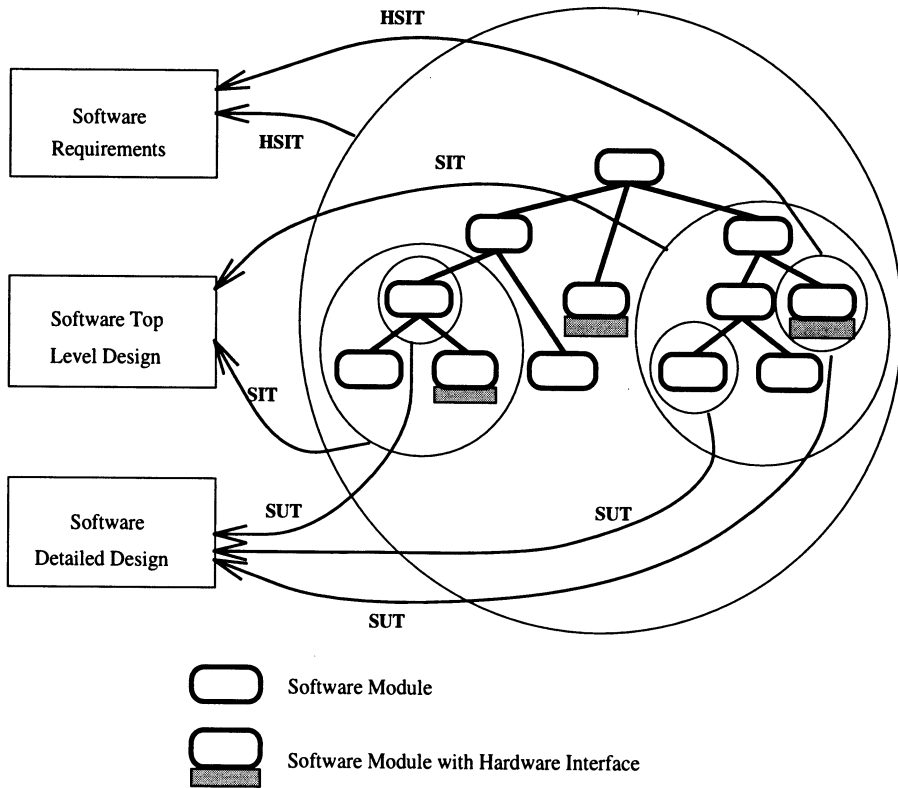 HSIT
Software
Requirements
HSIT
SIT
Software Top
Level Design
SIT
Software
Detailed Design
SUT
SUT
SUT
Software Module
Software Module with Hardware Interface